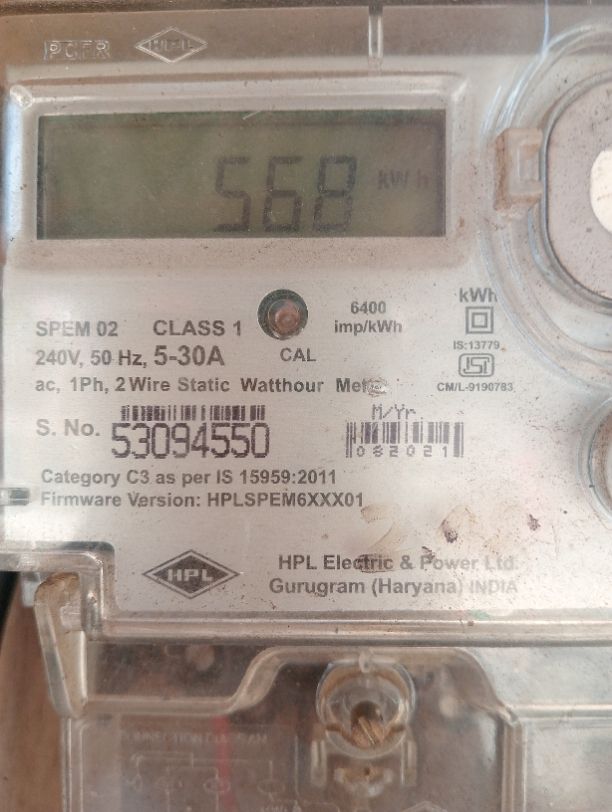 PCFR HPL
568 kWh
SPEM 02 CLASS 1
6400
imp/kWh
kWh
240V, 50 Hz, 5-30A
CAL
IS:13779
ISI
ac, 1Ph, 2 Wire Static Watthour
CM/L-9190783
S. No. 53094550
M/Yr
082021
Category C3 as per IS 15959:2011
Firmware Version: HPLSPEM6XXX01
HPL
HPL Electric & Power Ltd.
Gurugram (Haryana) INDIA